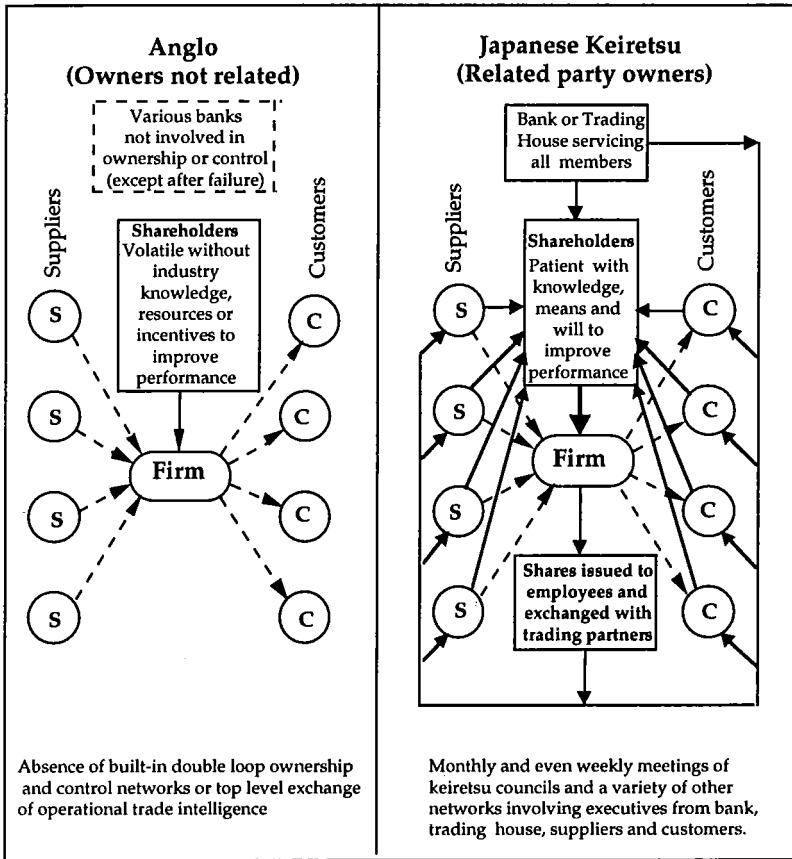 Anglo
(Owners not related)
Various banks
not involved in
ownership or control
(except after failure)
Suppliers
Customers
Shareholders
Volatile without
industry
knowledge,
resources or
incentives to
improve
performance
S
S
S
S
C
C
C
C
Firm
Absence of built-in double loop ownership
and control networks or top level exchange
of operational trade intelligence
Japanese Keiretsu
(Related party owners)
Bank or Trading
House servicing
all members
Suppliers
Customers
Shareholders
Patient with
knowledge,
means and
will to
improve
performance
S
S
S
S
C
C
C
C
Firm
Shares issued to
employees and
exchanged with
trading partners
Monthly and even weekly meetings of
keiretsu councils and a variety of other
networks involving executives from bank,
trading house, suppliers and customers.